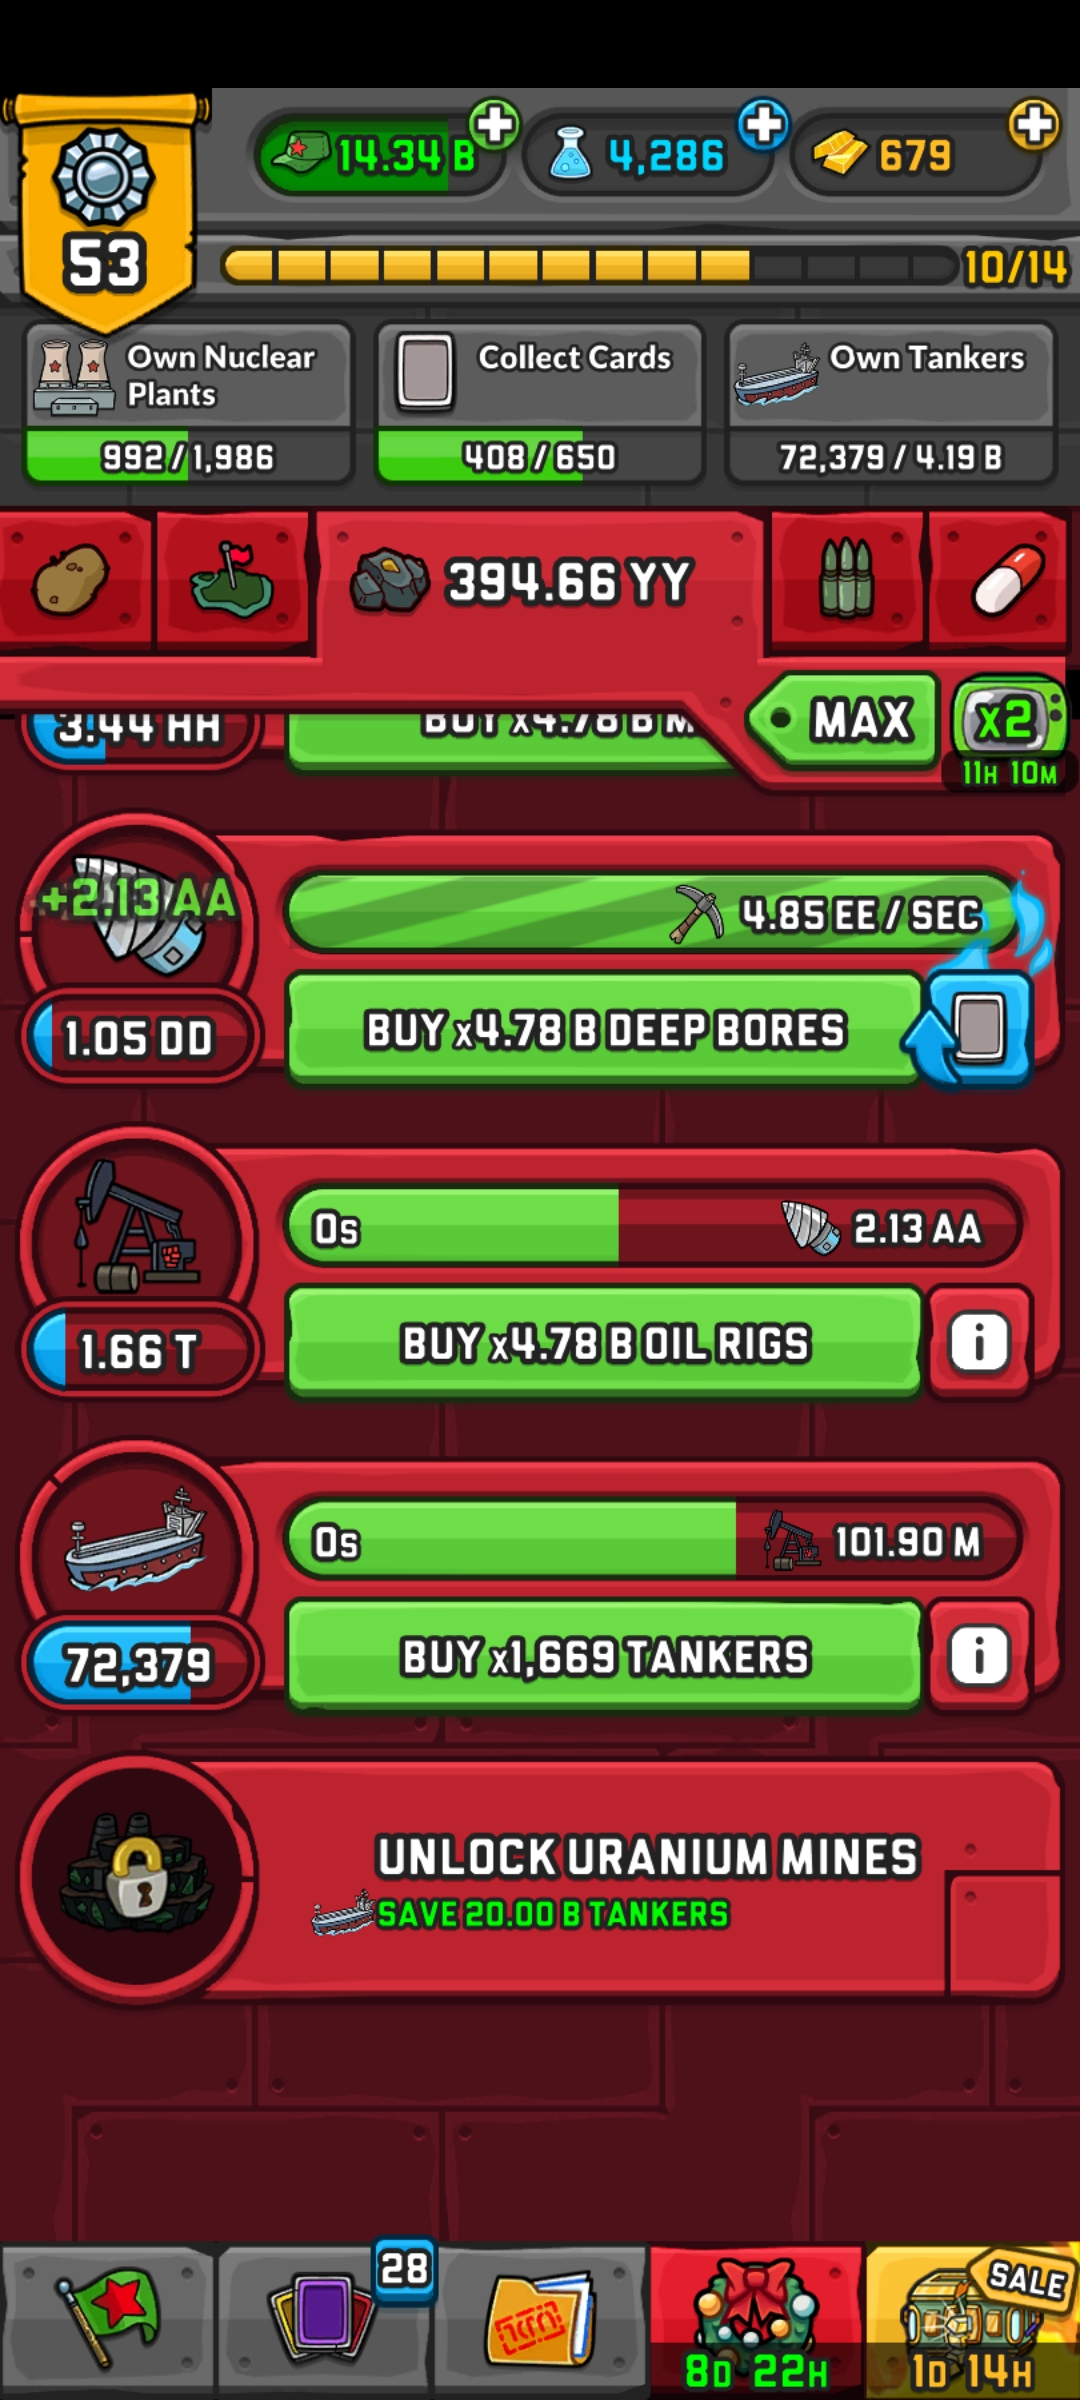 14.34 B
4,286
679
53
10/14
Own Nuclear
Plants
Collect Cards
Own Tankers
992/1,986
408/650
72,379/4.19 B
394.66 YY
MAX
x2
11H 10M
3.44 HH
BUY x4.78 B M
+2.13 AA
4.85 EE/SEC
1.05 DD
BUY x4.78 B DEEP BORES
0s
2.13 AA
1.66 T
BUY x4.78 B OIL RIGS
i
0s
101.90 M
72,379
BUY x1,669 TANKERS
i
UNLOCK URANIUM MINES
SAVE 20.00 B TANKERS
28
SALE
8D 22H
1D 14H